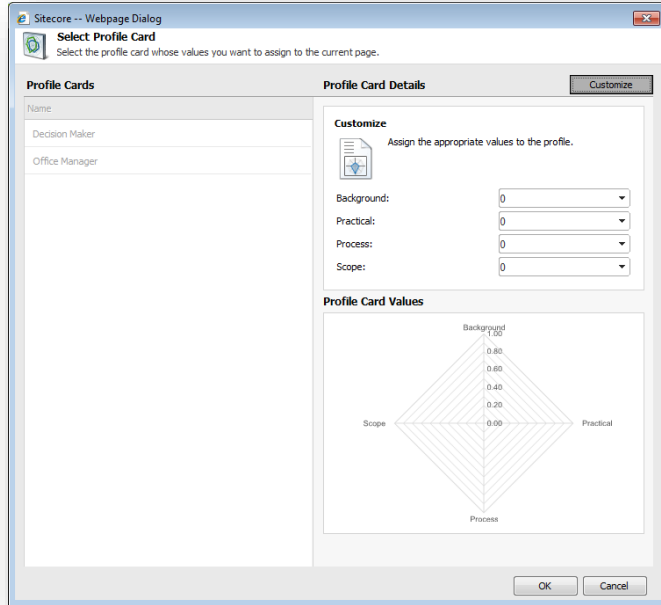 Sitecore -- Webpage Dialog
Select Profile Card
Select the profile card whose values you want to assign to the current page.
Profile Cards
Name
Decision Maker
Office Manager
Profile Card Details
Customize
Customize
Assign the appropriate values to the profile.
Background: 0
Practical: 0
Process: 0
Scope: 0
Profile Card Values
Background
1.00
0.80
0.60
0.40
0.20
Scope 0.00 Practical
Process
OK Cancel